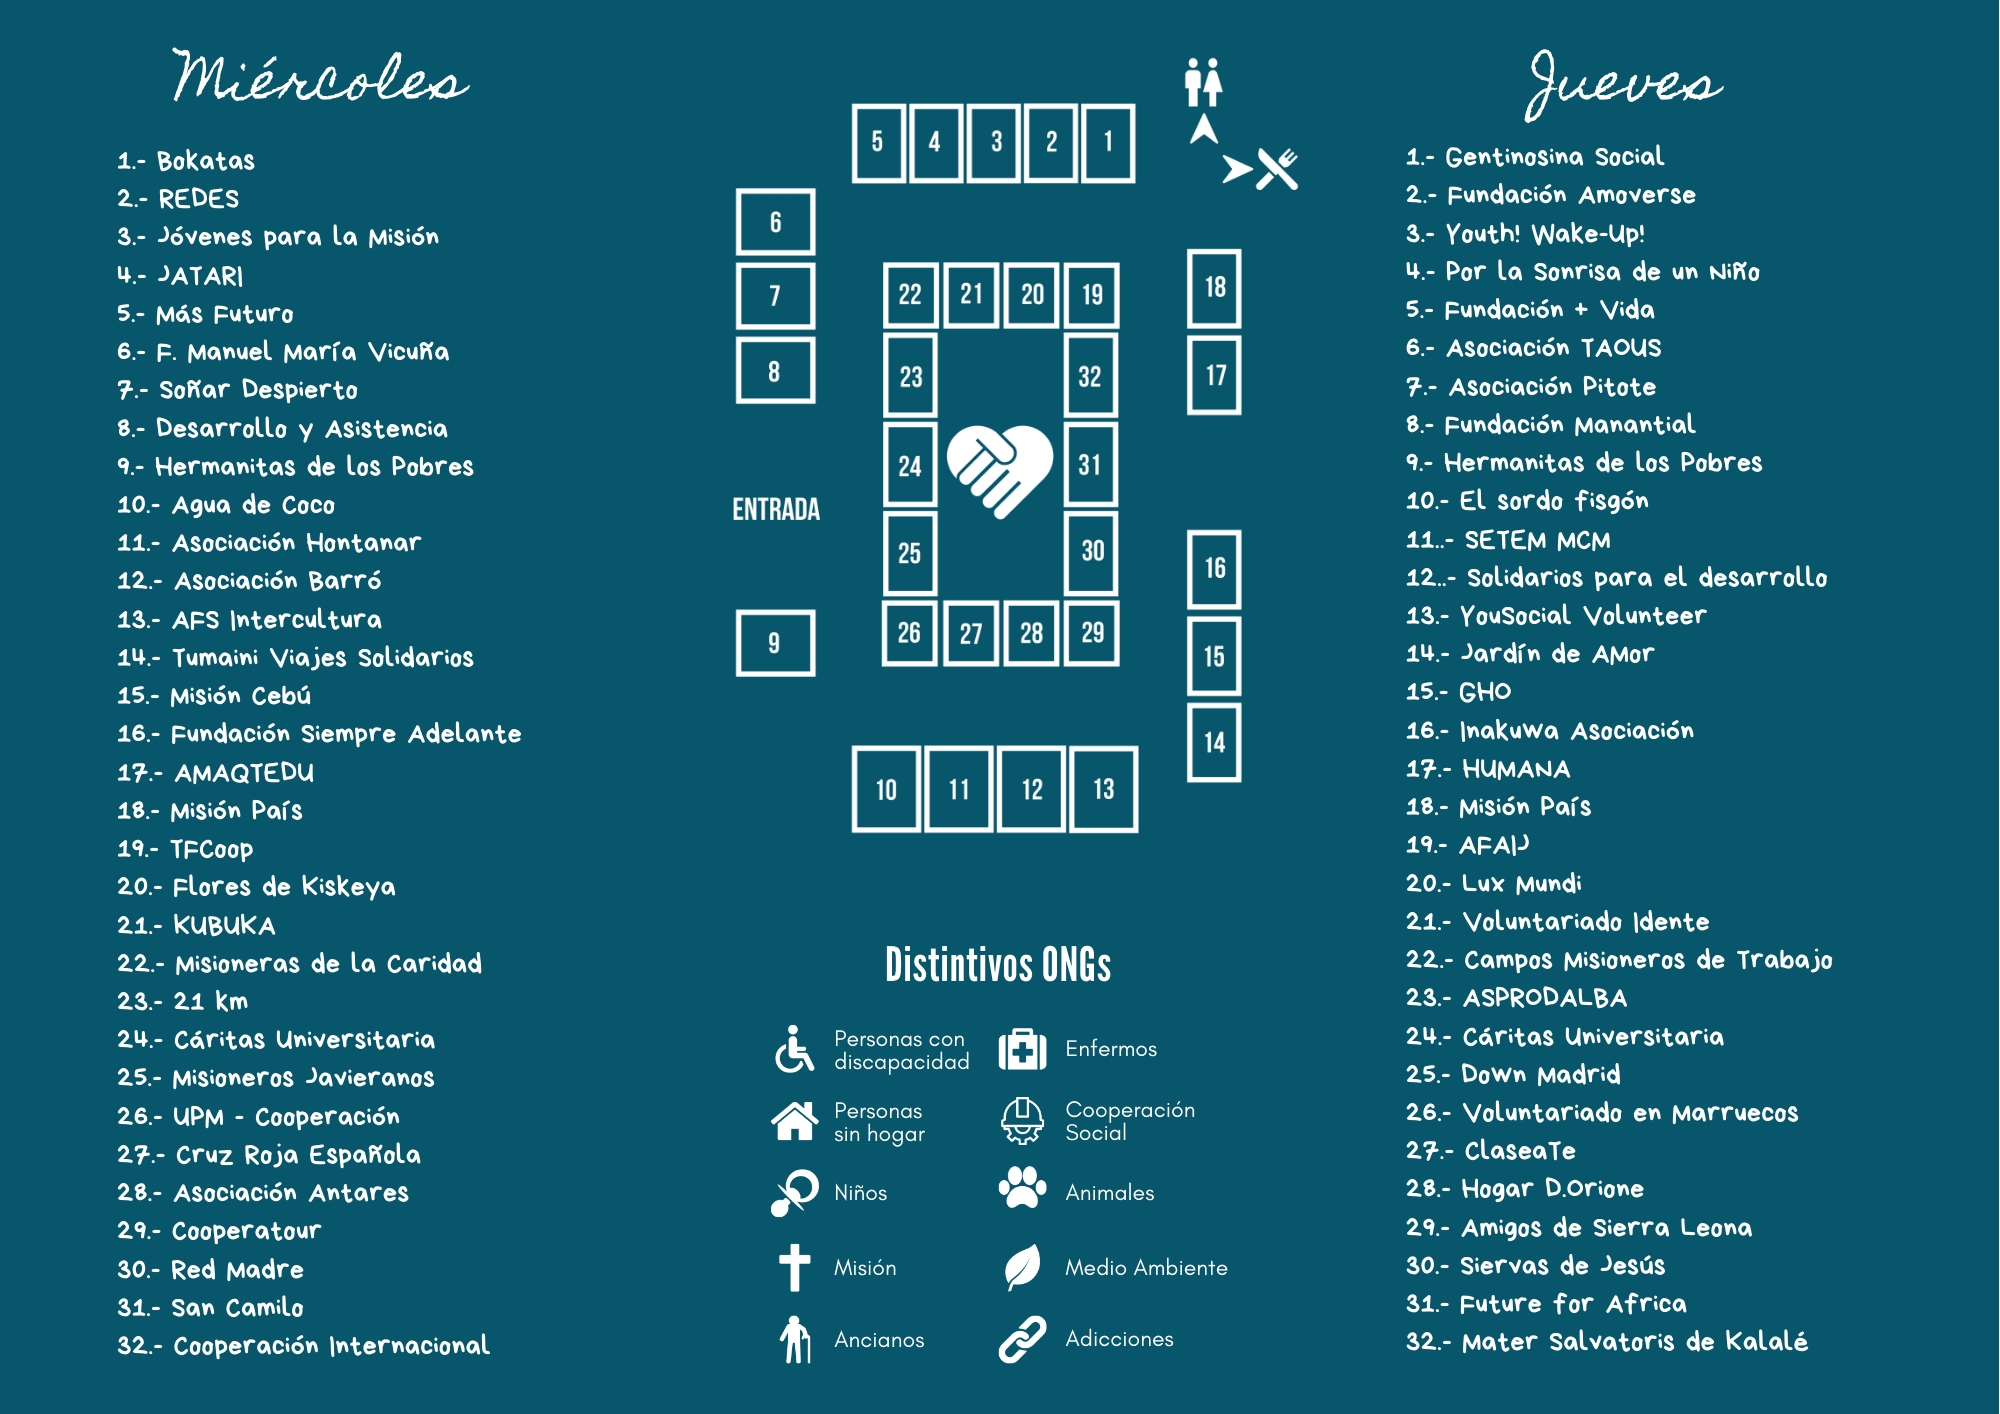 Miércoles
1.- Bokatas
2.- REDES
3.- Jóvenes para la Misión
4.- JATARI
5.- Más Futuro
6.- F. Manuel María Vicuña
7.- Soñar Despierto
8.- Desarrollo y Asistencia
9.- Hermanitas de los Pobres
10.- Agua de Coco
11.- Asociación Hontanar
12.- Asociación Barró
13.- AFS Intercultura
14.- Tumaini Viajes Solidarios
15.- Misión Cebú
16.- Fundación Siempre Adelante
17.- AMAQTEDU
18.- Misión País
19.- TFCoop
20.- Flores de Kiskeya
21.- KUBUKA
22.- Misioneras de la Caridad
23.- 21 km
24.- Cáritas Universitaria
25.- Misioneros Javieranos
26.- UPM - Cooperación
27.- Cruz Roja Española
28.- Asociación Antares
29.- Cooperatour
30.- Red Madre
31.- San Camilo
32.- Cooperación Internacional
5 4 3 2 1
6
7
8
22 21 20 19
18
23 32
17
24 31
ENTRADA
25 30
16
9
26 27 28 29
15
14
10 11 12 13
Distintivos ONGs
Personas con
discapacidad
Enfermos
Personas
sin hogar
Cooperación
Social
Niños
Animales
Misión
Medio Ambiente
Ancianos
Adicciones
Jueves
1.- Gentinosina Social
2.- Fundación Amoverse
3.- Youth! Wake-Up!
4.- Por la Sonrisa de un Niño
5.- Fundación + Vida
6.- Asociación TAOUS
7.- Asociación Pitote
8.- Fundación Manantial
9.- Hermanitas de los Pobres
10.- El sordo fisgón
11..- SETEM MCM
12..- Solidarios para el desarrollo
13.- YouSocial Volunteer
14.- Jardín de AMor
15.- GHO
16.- Inakuwa Asociación
17.- HUMANA
18.- Misión País
19.- AFAIJ
20.- Lux Mundi
21.- Voluntariado Idente
22.- Campos Misioneros de Trabajo
23.- ASPRODALBA
24.- Cáritas Universitaria
25.- Down Madrid
26.- Voluntariado en Marruecos
27.- ClaseaTe
28.- Hogar D.Orione
29.- Amigos de Sierra Leona
30.- Siervas de Jesús
31.- Future for Africa
32.- Mater Salvatoris de Kalalé